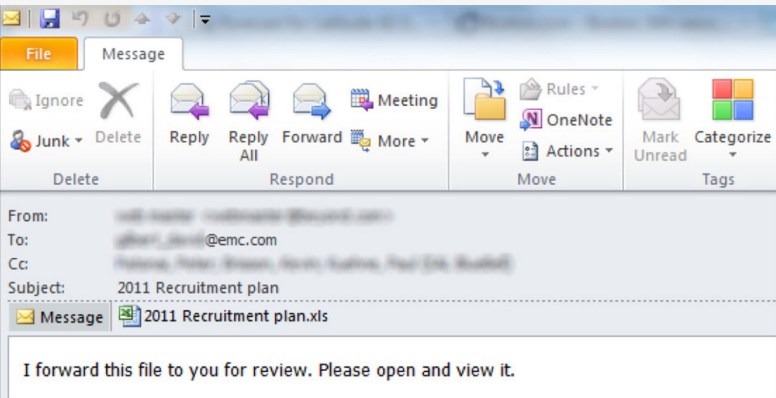 File Message
Ignore Meeting Rules
OneNote
Junk Delete Reply Reply Forward More Move Actions Mark Categorize
All Unread
Delete Respond Move Tags
From:
To: @emc.com
Cc:
Subject: 2011 Recruitment plan
Message 2011 Recruitment plan.xls
I forward this file to you for review. Please open and view it.